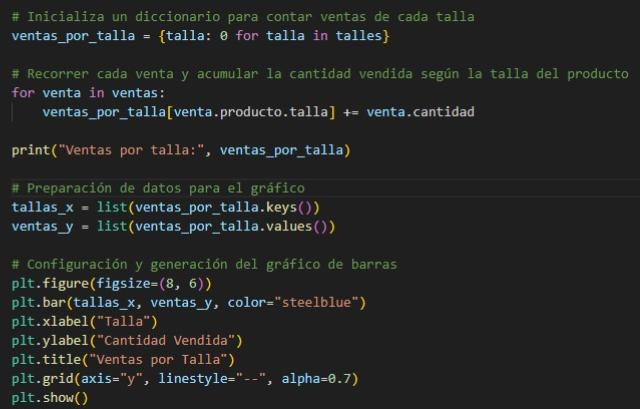 # Inicializa un diccionario para contar ventas de cada talla
ventas_por_talla = {talla: 0 for talla in talles}
# Recorrer cada venta y acumular la cantidad vendida según la talla del producto
for venta in ventas:
    ventas_por_talla[venta.producto.talla] += venta.cantidad
print("Ventas por talla:", ventas_por_talla)
# Preparación de datos para el gráfico
tallas_x = list(ventas_por_talla.keys())
ventas_y = list(ventas_por_talla.values())
# Configuración y generación del gráfico de barras
plt.figure(figsize=(8, 6))
plt.bar(tallas_x, ventas_y, color="steelblue")
plt.xlabel("Talla")
plt.ylabel("Cantidad Vendida")
plt.title("Ventas por Talla")
plt.grid(axis="y", linestyle="--", alpha=0.7)
plt.show()